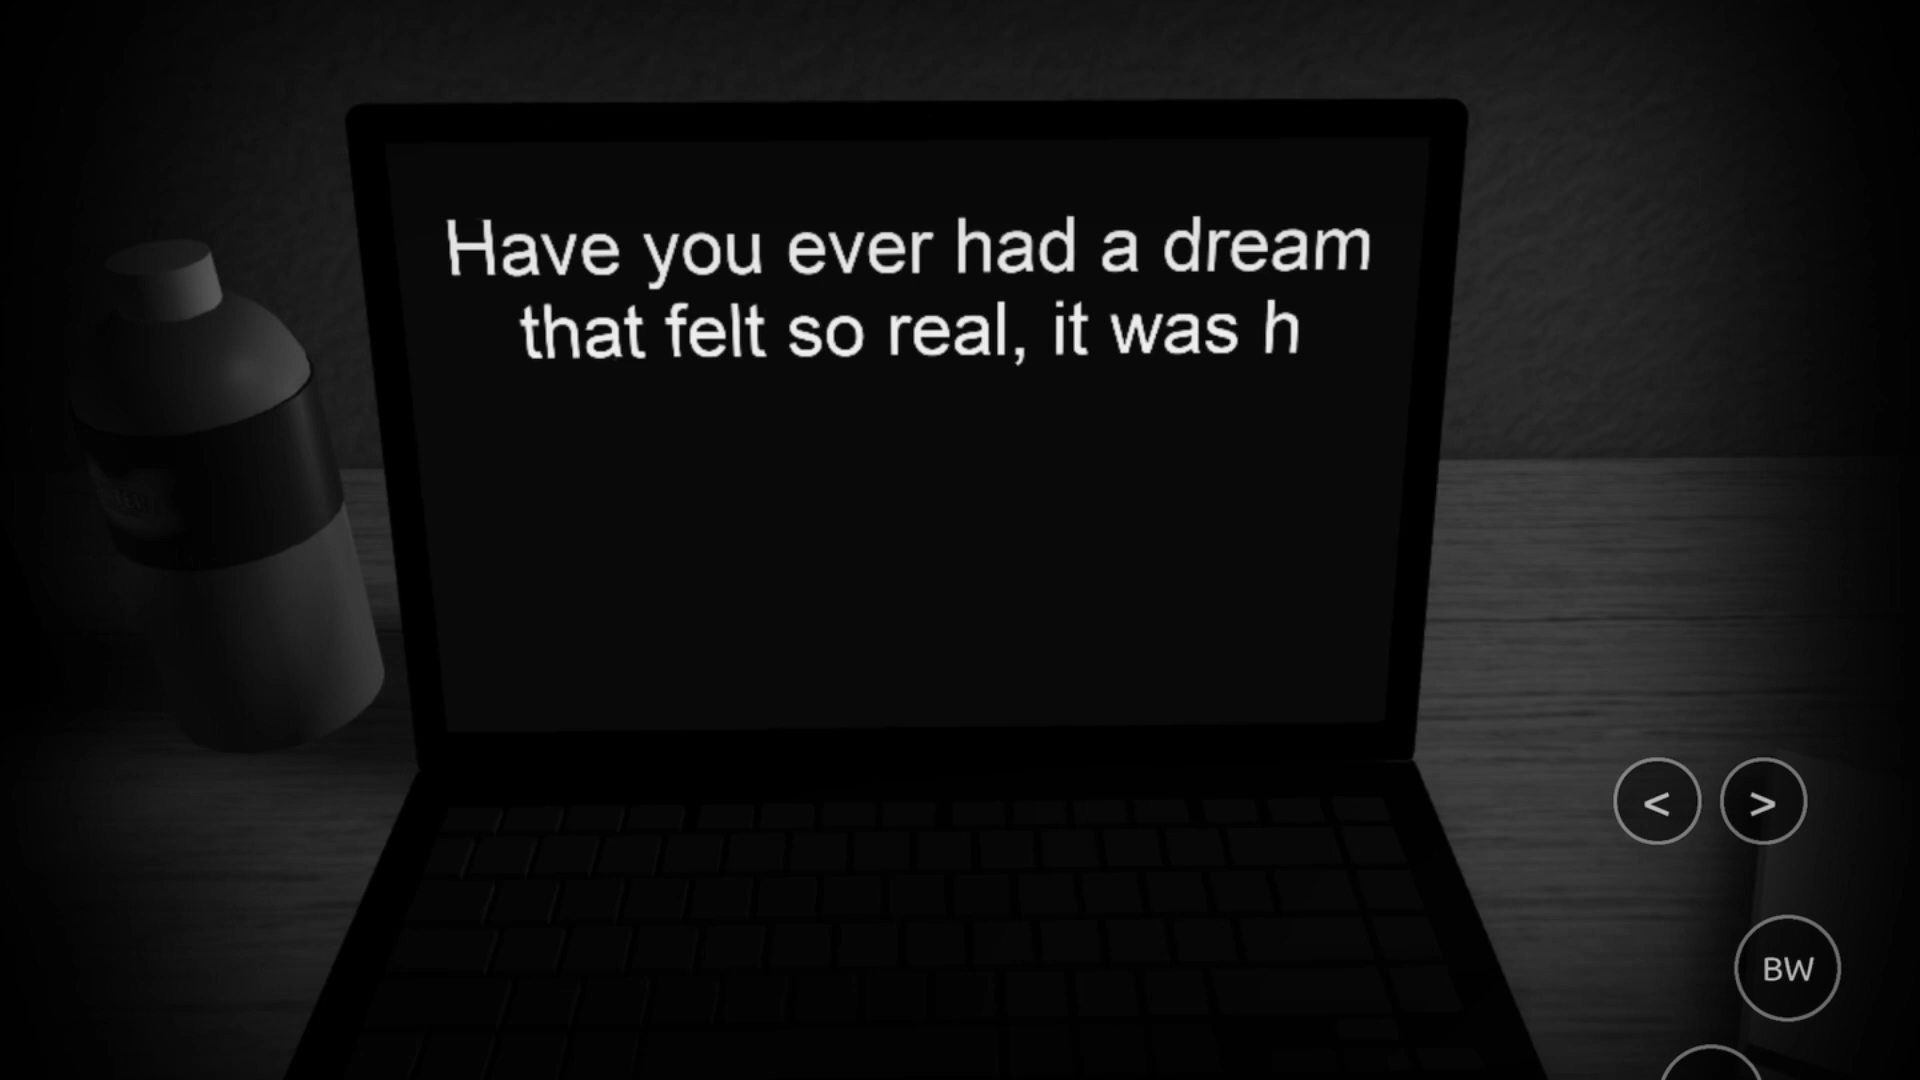 Have you ever had a dream
that felt so real, it was h
< >
BW